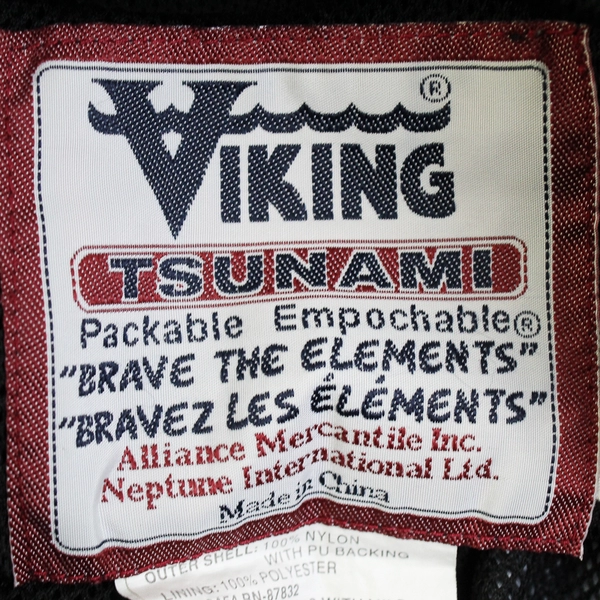 VIKING®
TSUNAMI
Packable Empochable®
"BRAVE THE ELEMENTS"
"BRAVEZ LES ÉLÉMENTS"
Alliance Mercantile Inc.
Neptune International Ltd.
Made in China
OUTER SHELL: 100% NYLON
WITH PU BACKING
LINING: 100% POLYESTER
RN-87832